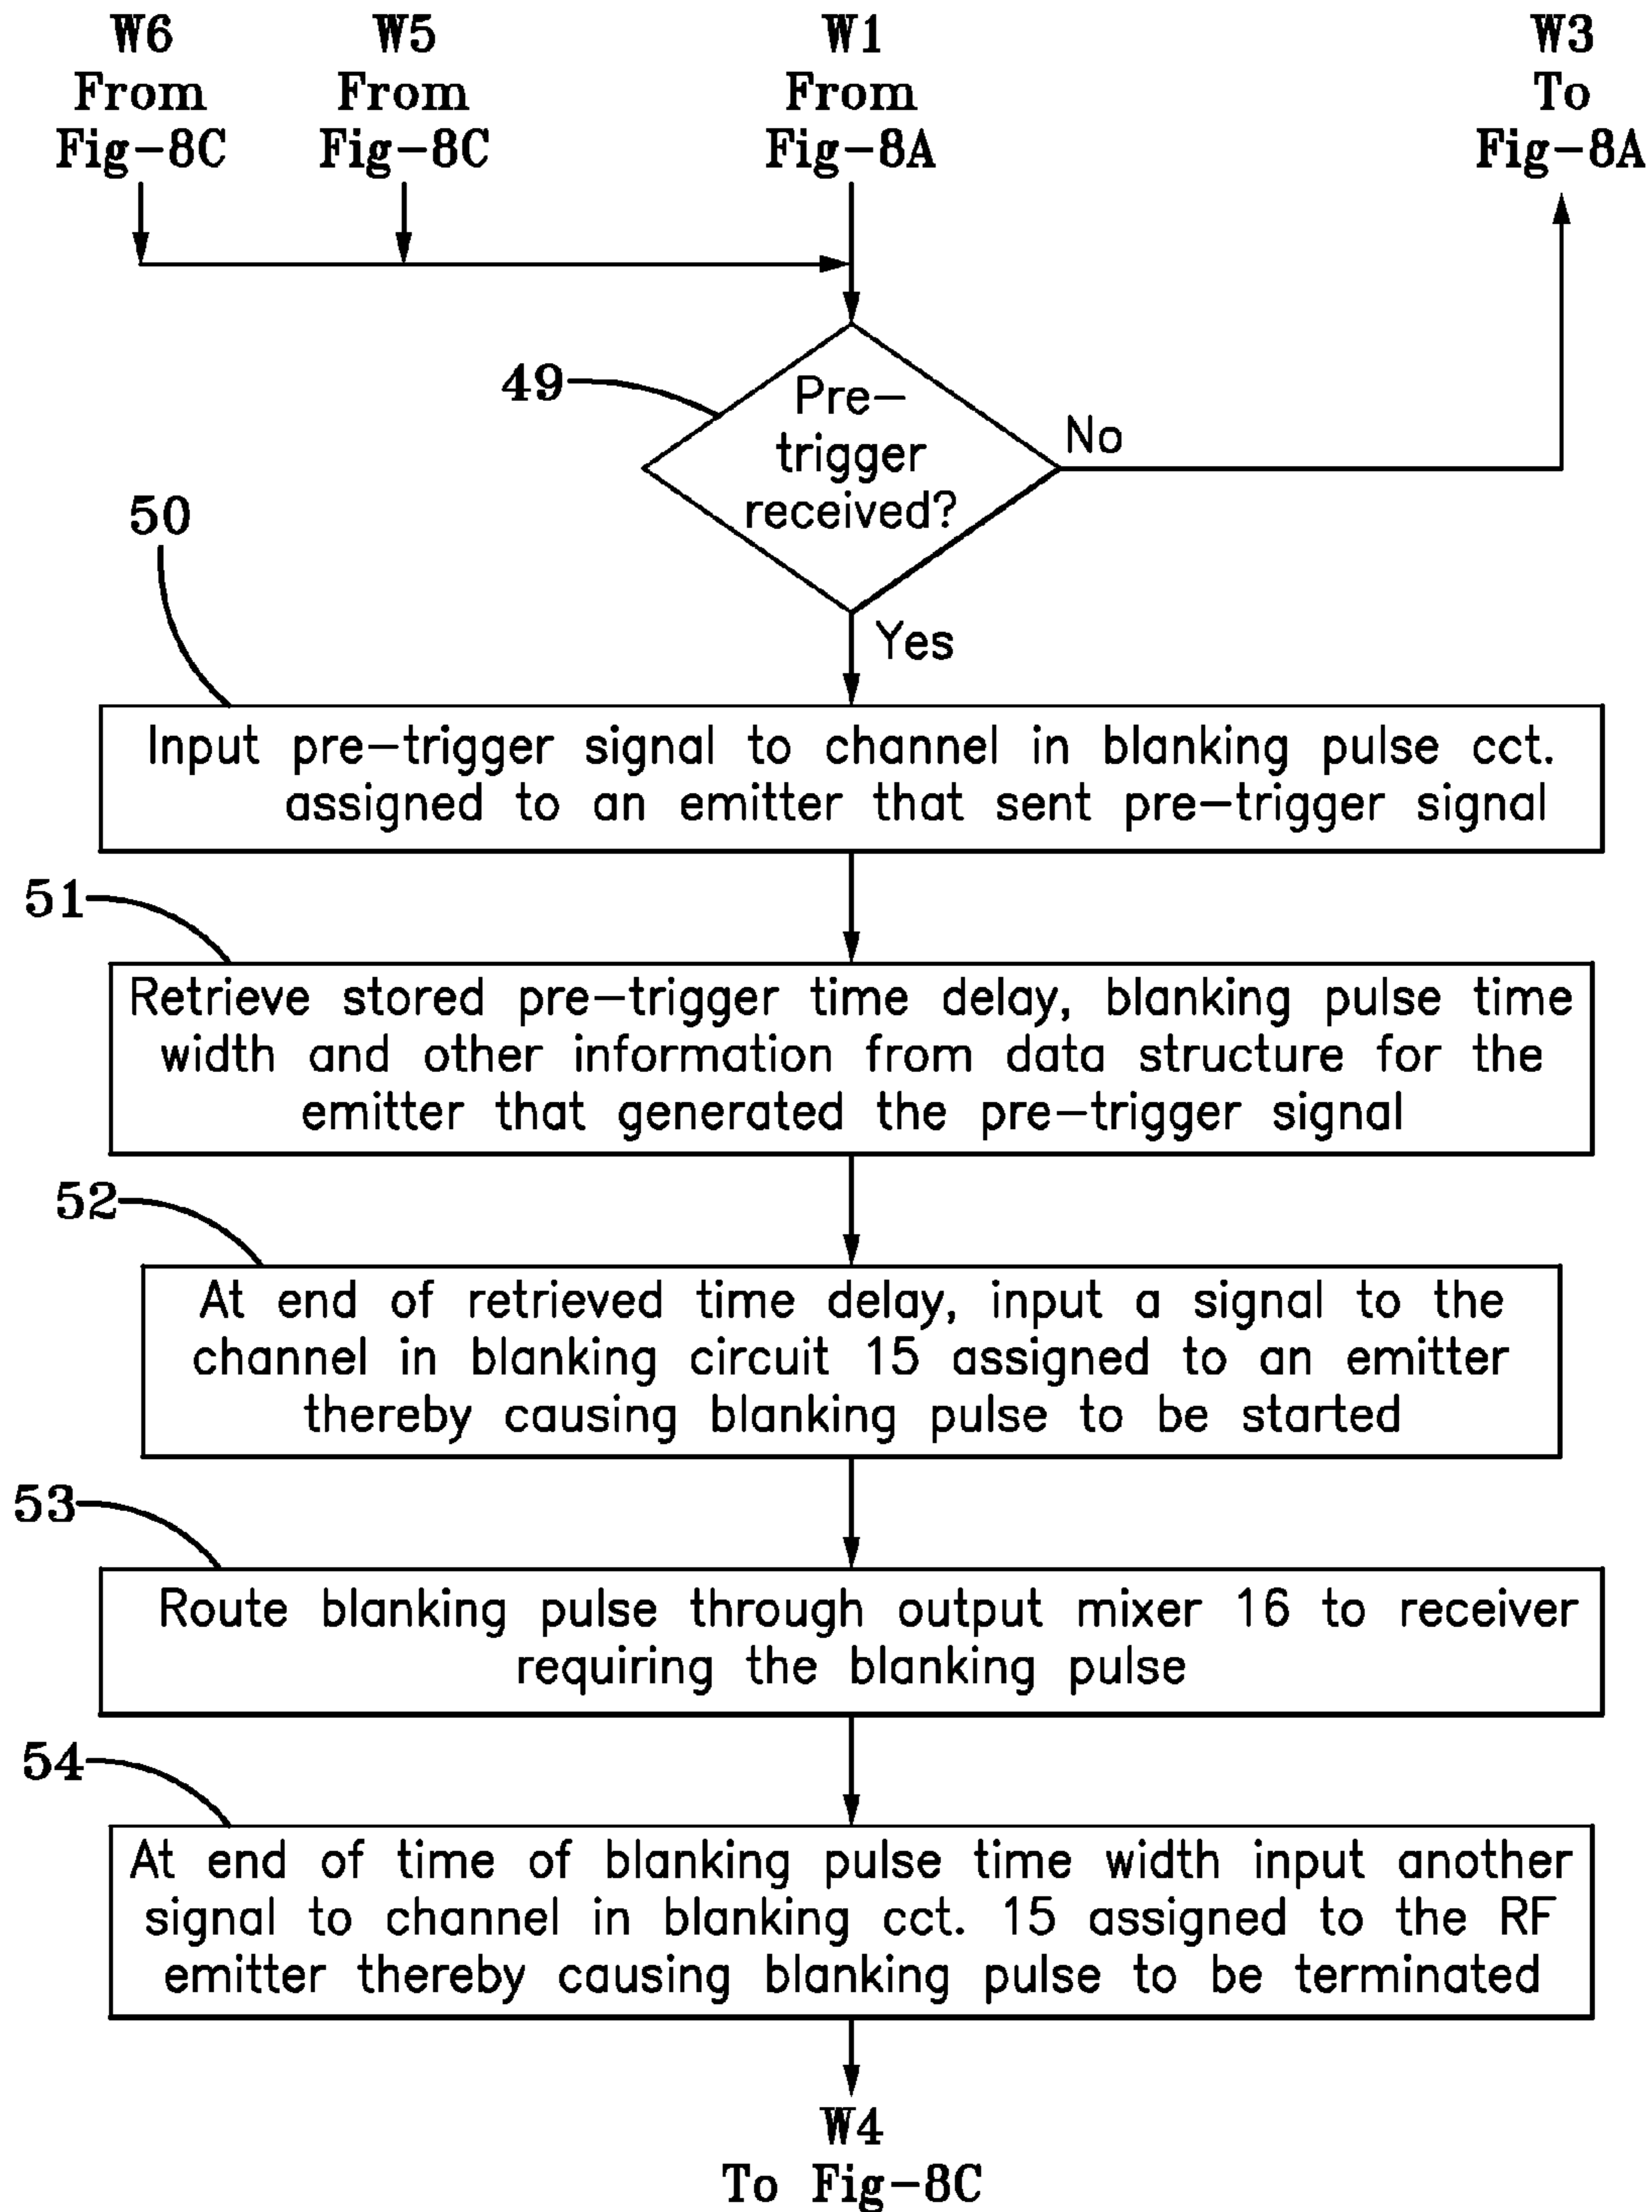 W6
From
Fig-8C
W5
From
Fig-8C
W1
From
Fig-8A
W3
To
Fig-8A
49
Pre-
trigger
received?
No
Yes
50
Input pre-trigger signal to channel in blanking pulse cct.
assigned to an emitter that sent pre-trigger signal
51
Retrieve stored pre-trigger time delay, blanking pulse time
width and other information from data structure for the
emitter that generated the pre-trigger signal
52
At end of retrieved time delay, input a signal to the
channel in blanking circuit 15 assigned to an emitter
thereby causing blanking pulse to be started
53
Route blanking pulse through output mixer 16 to receiver
requiring the blanking pulse
54
At end of time of blanking pulse time width input another
signal to channel in blanking cct. 15 assigned to the RF
emitter thereby causing blanking pulse to be terminated
W4
To Fig-8C